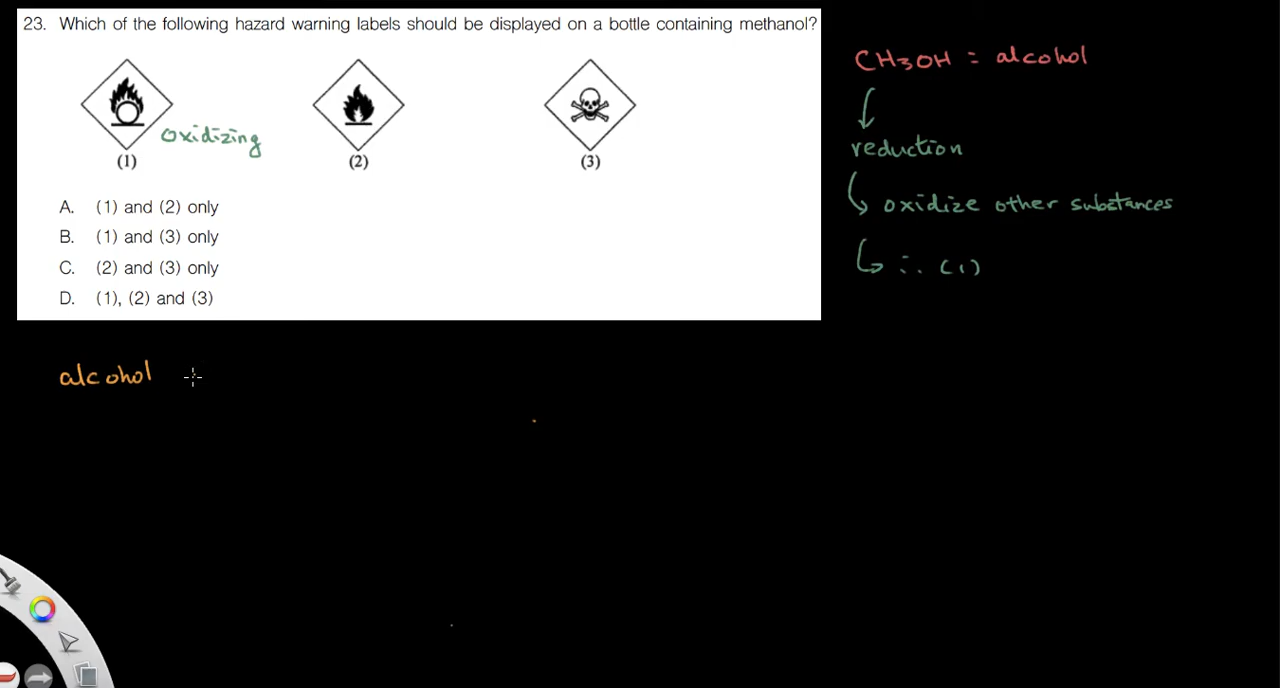 23. Which of the following hazard warning labels should be displayed on a bottle containing methanol?
oxidizing
(1) (2) (3)
A. (1) and (2) only
B. (1) and (3) only
C. (2) and (3) only
D. (1), (2) and (3)
CH3OH = alcohol
reduction
oxidize other substances
∴ (1)
alcohol